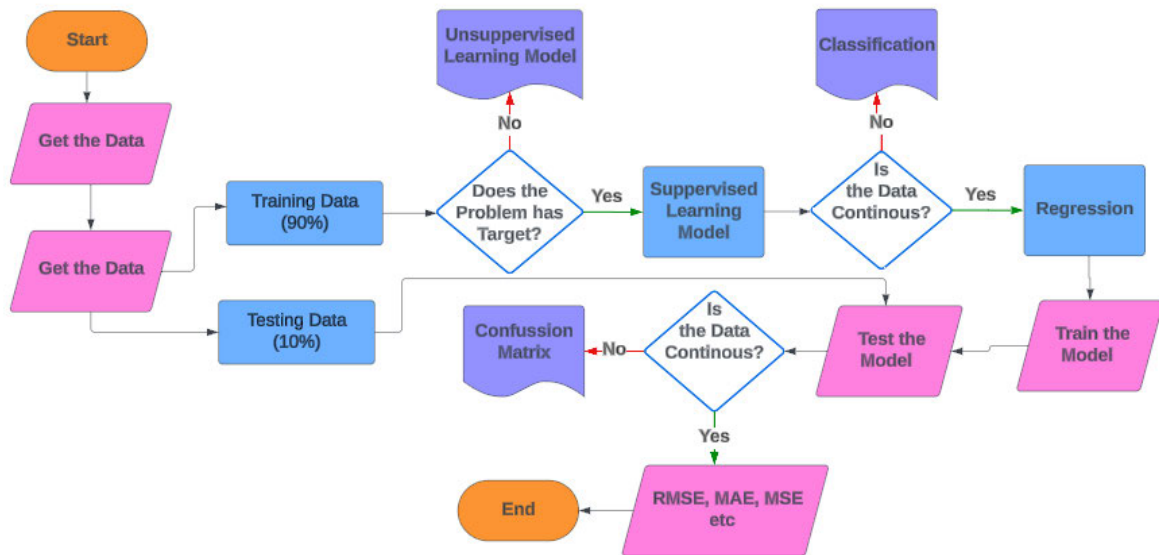 Start
Get the Data
Get the Data
Training Data
(90%)
Testing Data
(10%)
Unsuppervised
Learning Model
No
Does the
Problem has
Target?
Yes
Suppervised
Learning
Model
Classification
No
Is
the Data
Continous?
Yes
Regression
Train the
Model
Test the
Model
Is
the Data
Continous?
No
Confussion
Matrix
Yes
RMSE, MAE, MSE
etc
End